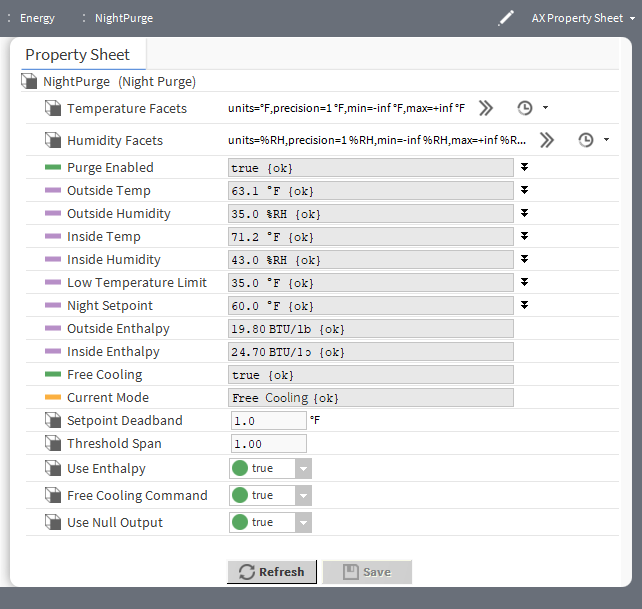 : Energy : NightPurge AX Property Sheet
Property Sheet
NightPurge (Night Purge)
Temperature Facets units=°F,precision=1 °F,min=-inf °F,max=+inf °F
Humidity Facets units=%RH,precision=1 %RH,min=-inf %RH,max=+inf %R...
Purge Enabled true {ok}
Outside Temp 63.1 °F {ok}
Outside Humidity 35.0 %RH {ok}
Inside Temp 71.2 °F {ok}
Inside Humidity 43.0 %RH {ok}
Low Temperature Limit 35.0 °F {ok}
Night Setpoint 60.0 °F {ok}
Outside Enthalpy 19.80 BTU/lb {ok}
Inside Enthalpy 24.70 BTU/lb {ok}
Free Cooling true {ok}
Current Mode Free Cooling {ok}
Setpoint Deadband 1.0 °F
Threshold Span 1.00
Use Enthalpy true
Free Cooling Command true
Use Null Output true
Refresh Save